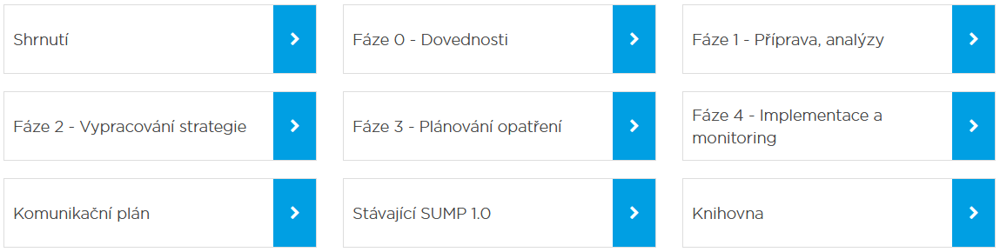 Shrnutí
Fáze 0 - Dovednosti
Fáze 1 - Příprava, analýzy
Fáze 2 - Vypracování strategie
Fáze 3 - Plánování opatření
Fáze 4 - Implementace a
monitoring
Komunikační plán
Stávající SUMP 1.0
Knihovna